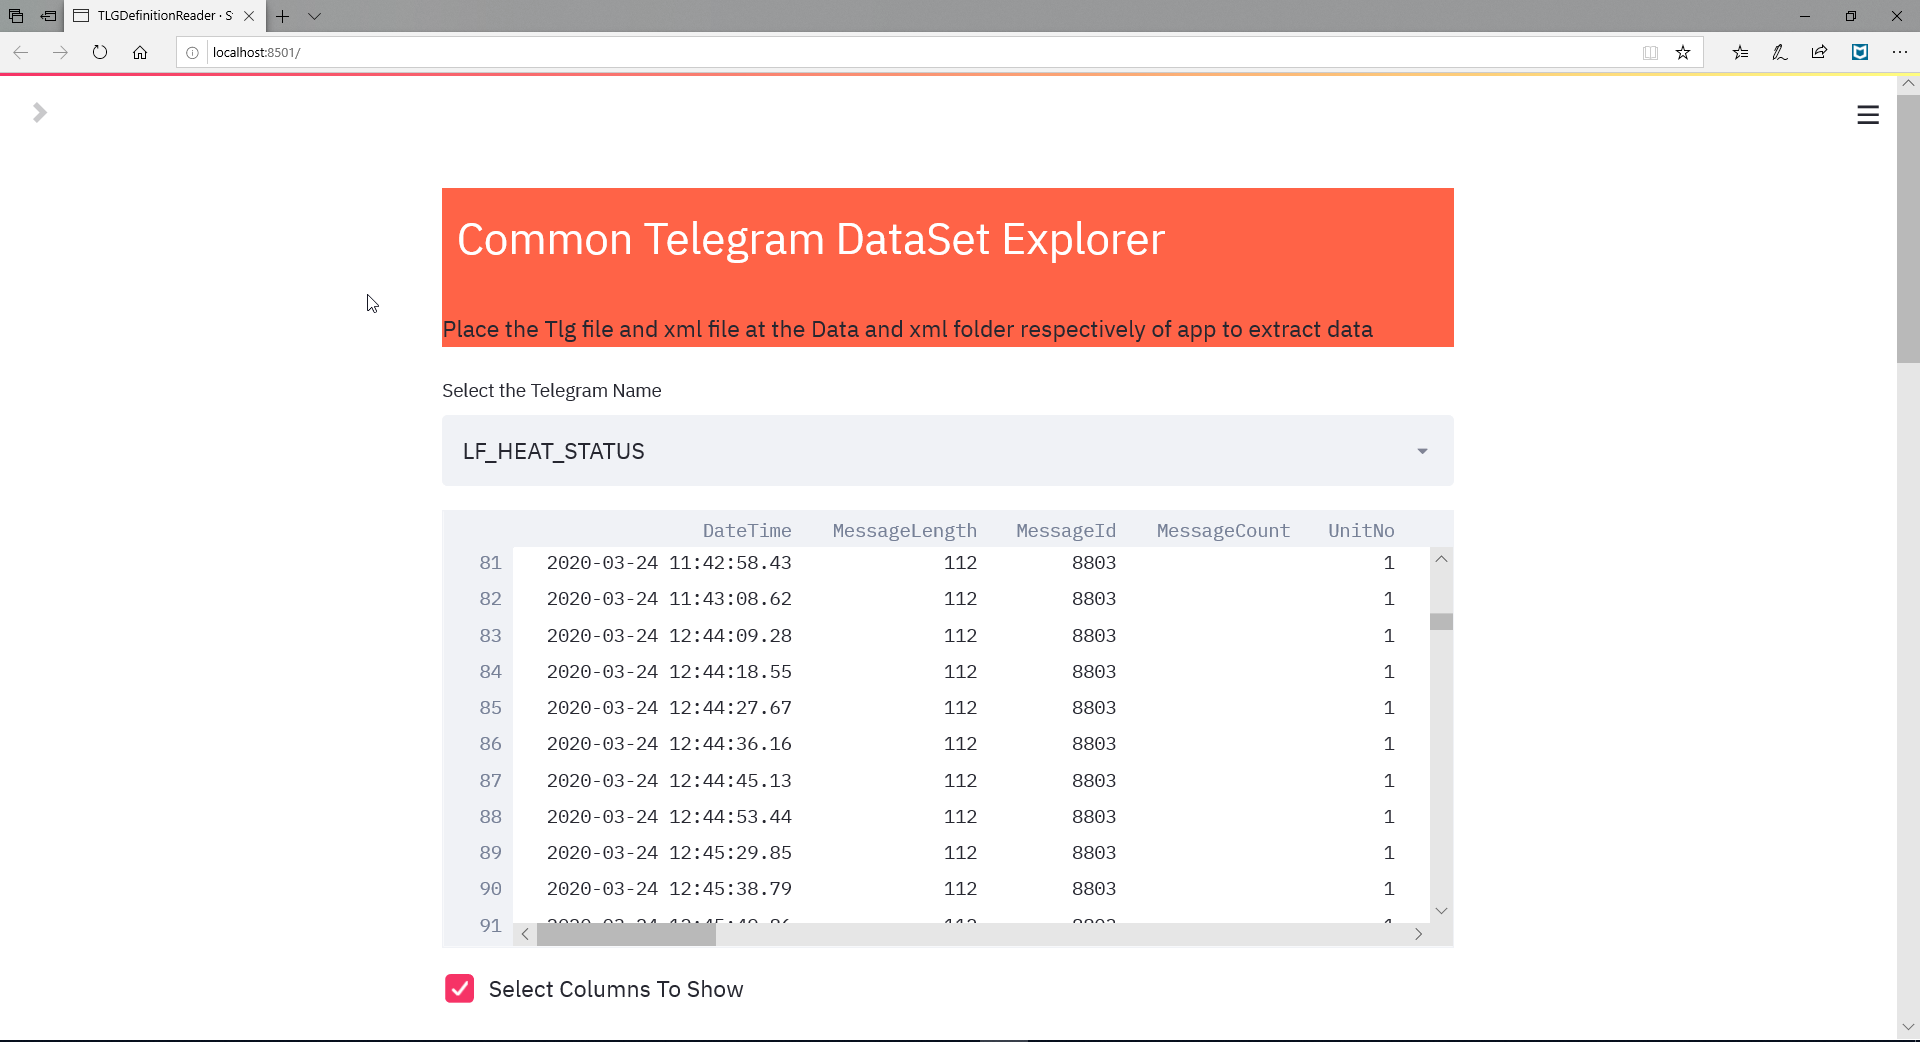 TLGDefinitionReader · S
localhost:8501/
Common Telegram DataSet Explorer
Place the Tlg file and xml file at the Data and xml folder respectively of app to extract data
Select the Telegram Name
LF_HEAT_STATUS
DateTime MessageLength MessageId MessageCount UnitNo
81 2020-03-24 11:42:58.43 112 8803 1
82 2020-03-24 11:43:08.62 112 8803 1
83 2020-03-24 12:44:09.28 112 8803 1
84 2020-03-24 12:44:18.55 112 8803 1
85 2020-03-24 12:44:27.67 112 8803 1
86 2020-03-24 12:44:36.16 112 8803 1
87 2020-03-24 12:44:45.13 112 8803 1
88 2020-03-24 12:44:53.44 112 8803 1
89 2020-03-24 12:45:29.85 112 8803 1
90 2020-03-24 12:45:38.79 112 8803 1
91 2020-03-24 112 8803 1
Select Columns To Show